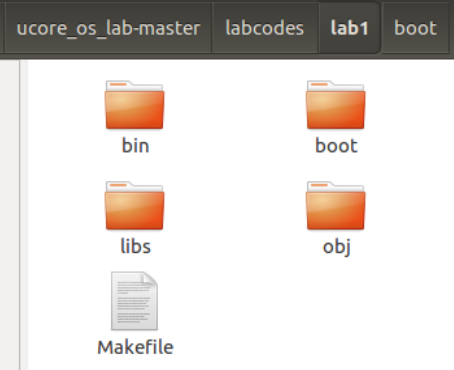 ucore_os_lab-master labcodes lab1 boot
bin boot
libs obj
Makefile